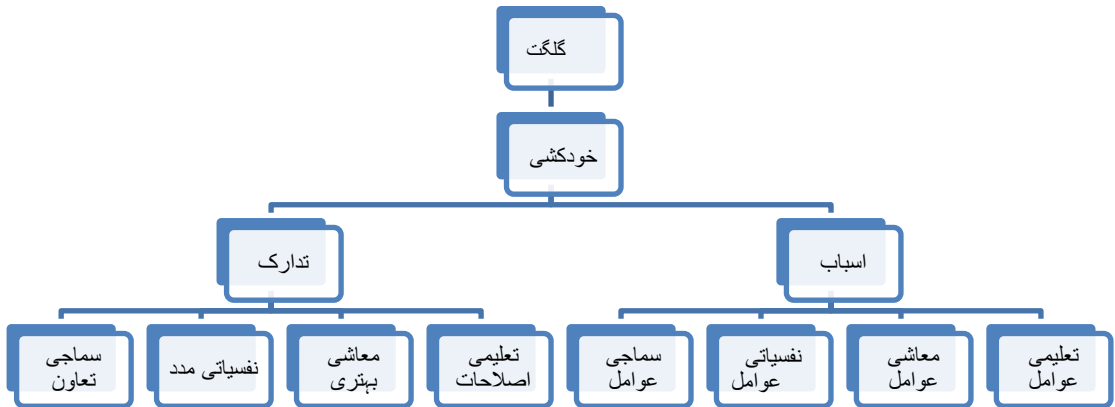 گلگت
خودکشی
اسباب
تدارک
تعلیمی
عوامل
معاشی
عوامل
نفسیاتی
عوامل
سماجی
عوامل
تعلیمی
اصلاحات
معاشی
بہتری
نفسیاتی مدد
سماجی
تعاون